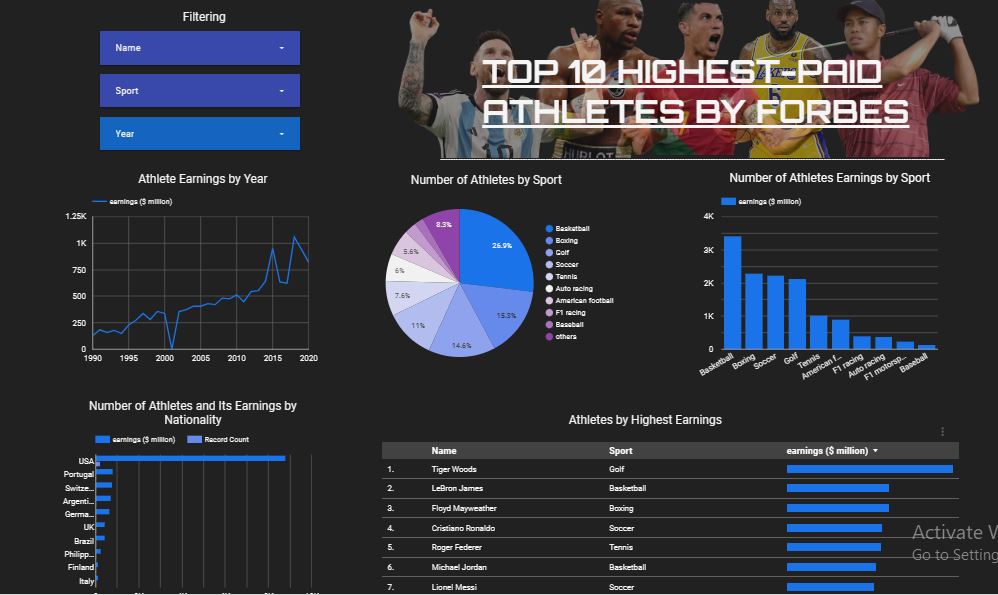 Filtering
Name
Sport
Year
TOP 10 HIGHEST-PAID
ATHLETES BY FORBES
LAKERS
6
10
HUBLOT
Athlete Earnings by Year
earnings ($ million)
1.25K
1K
750
500
250
0
1990 1995 2000 2005 2010 2015 2020
Number of Athletes by Sport
8.3%
26.9%
5.6%
6%
7.6%
11%
14.6%
15.3%
Basketball
Boxing
Golf
Soccer
Tennis
Auto racing
American football
F1 racing
Baseball
others
Number of Athletes Earnings by Sport
earnings ($ million)
4K
3K
2K
1K
0
Basketball Boxing Soccer Golf Tennis American f... F1 racing Auto racing F1 motorsp... Baseball
Number of Athletes and Its Earnings by
Nationality
earnings ($ million) Record Count
USA
Portugal
Switze...
Argenti...
Germa...
UK
Brazil
Philipp...
Finland
Italy
Athletes by Highest Earnings
Name Sport earnings ($ million)
1. Tiger Woods Golf
2. LeBron James Basketball
3. Floyd Mayweather Boxing
4. Cristiano Ronaldo Soccer
5. Roger Federer Tennis
6. Michael Jordan Basketball
7. Lionel Messi Soccer
Activate W
Go to Setting